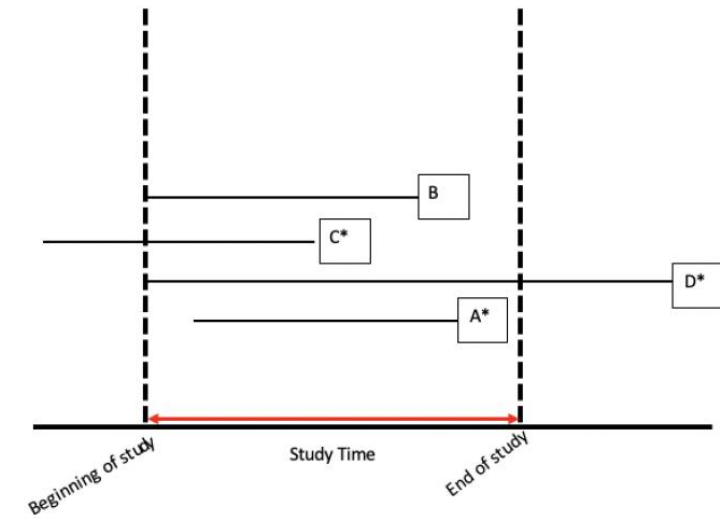 B
C*
D*
A*
Beginning of study
Study Time
End of study